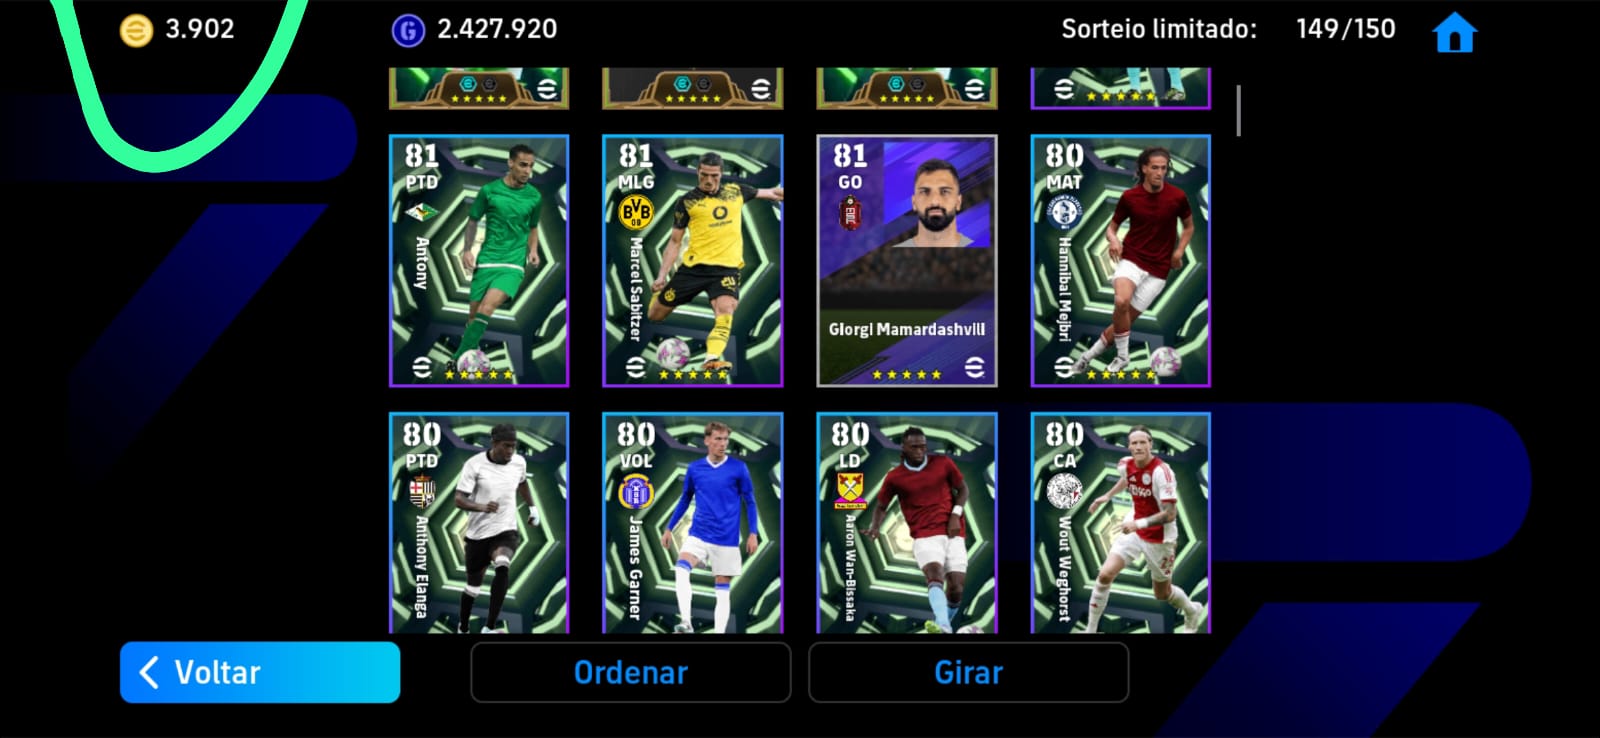 3.902
2.427.920
Sorteio limitado: 149/150
81
PTD
Antony
81
MLG
BVB
09
Marcel Sabitzer
81
GO
Giorgi Mamardashvili
80
MAT
Hannibal Mejbri
80
PTD
Anthony Elanga
80
VOL
James Garner
80
LD
Aaron Wan-Bissaka
80
CA
Wout Weghorst
Voltar
Ordenar
Girar